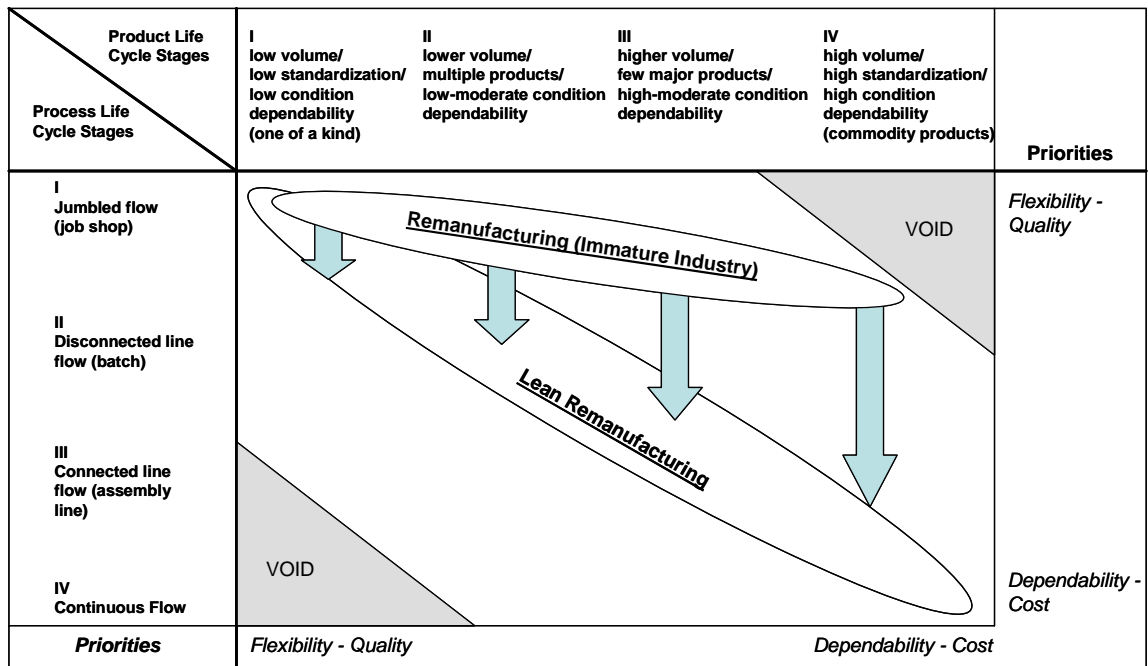 Product Life
Cycle Stages
Process Life
Cycle Stages
I
low volume/
low standardization/
low condition
dependability
(one of a kind)
II
lower volume/
multiple products/
low-moderate condition
dependability
III
higher volume/
few major products/
high-moderate condition
dependability
IV
high volume/
high standardization/
high condition
dependability
(commodity products)
Priorities
I
Jumbled flow
(job shop)
II
Disconnected line
flow (batch)
III
Connected line
flow (assembly
line)
IV
Continuous Flow
Remanufacturing (Immature Industry)
Lean Remanufacturing
VOID
VOID
Flexibility -
Quality
Dependability -
Cost
Priorities
Flexibility - Quality
Dependability - Cost